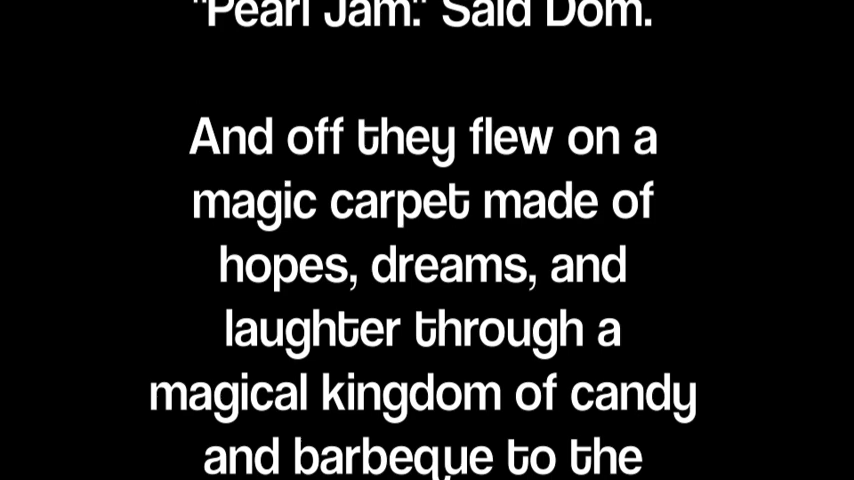 "Pearl Jam." Said Dom.
And off they flew on a
magic carpet made of
hopes, dreams, and
laughter through a
magical kingdom of candy
and barbeque to the